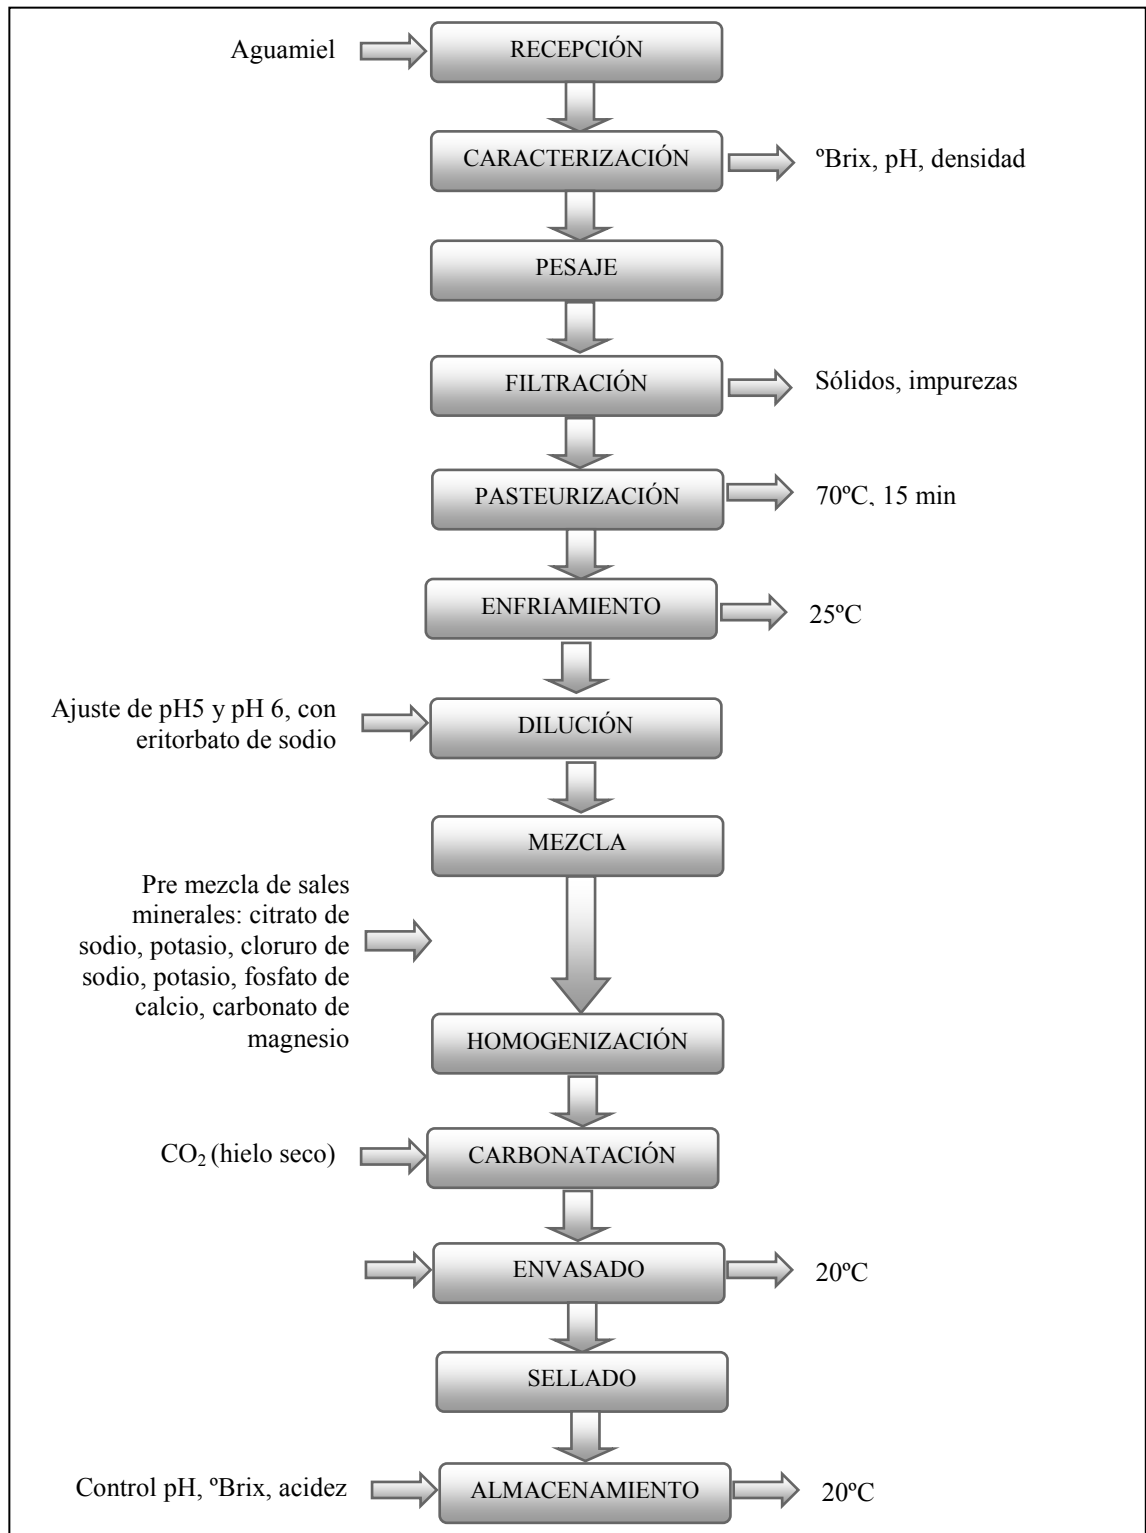 Aguamiel
RECEPCIÓN
CARACTERIZACIÓN
ºBrix, pH, densidad
PESAJE
FILTRACIÓN
Sólidos, impurezas
PASTEURIZACIÓN
70ºC, 15 min
ENFRIAMIENTO
25ºC
Ajuste de pH5 y pH 6, con
eritorbato de sodio
DILUCIÓN
MEZCLA
Pre mezcla de sales
minerales: citrato de
sodio, potasio, cloruro de
sodio, potasio, fosfato de
calcio, carbonato de
magnesio
HOMOGENIZACIÓN
CO₂ (hielo seco)
CARBONATACIÓN
ENVASADO
20ºC
SELLADO
Control pH, ºBrix, acidez
ALMACENAMIENTO
20ºC